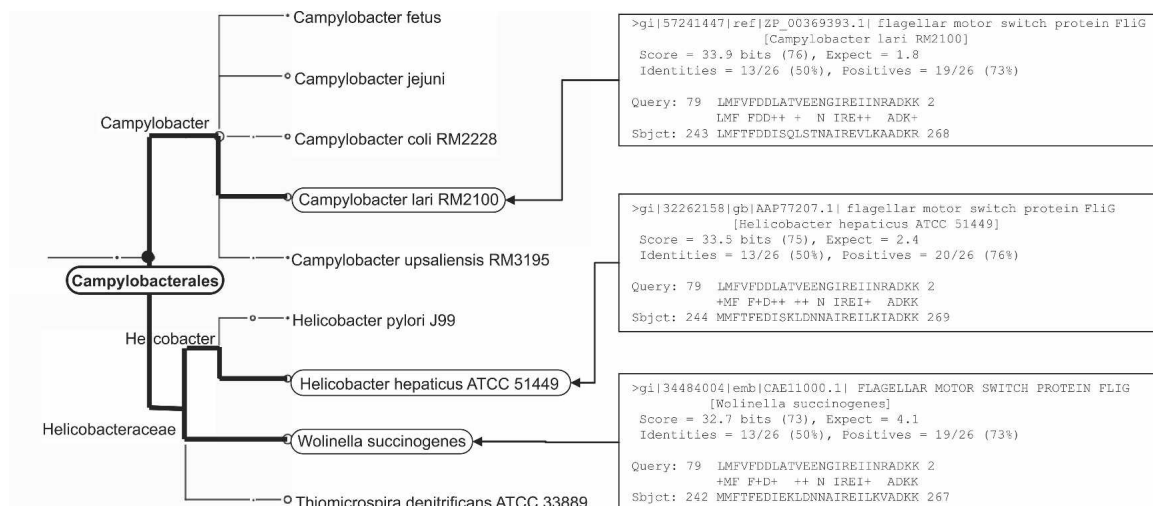 Campylobacter fetus
Campylobacter jejuni
Campylobacter
Campylobacter coli RM2228
Campylobacter lari RM2100
Campylobacter upsaliensis RM3195
Campylobacterales
Helicobacter pylori J99
Helicobacter
Helicobacter hepaticus ATCC 51449
Helicobacteraceae
Wolinella succinogenes
Thiomicrospira denitrificans ATCC 33889
>gi|57241447|ref|ZP_00369393.1| flagellar motor switch protein FliG
[Campylobacter lari RM2100]
Score = 33.9 bits (76), Expect = 1.8
Identities = 13/26 (50%), Positives = 19/26 (73%)
Query: 79 LMFVFDDLATVEENGIREIINRADKK 2
LMF FDD++ + N IRE++ ADK+
Sbjct: 243 LMFTFDDISQLSTNAIREVLKAADKR 268
>gi|32262158|gb|AAP77207.1| flagellar motor switch protein FliG
[Helicobacter hepaticus ATCC 51449]
Score = 33.5 bits (75), Expect = 2.4
Identities = 13/26 (50%), Positives = 20/26 (76%)
Query: 79 LMFVFDDLATVEENGIREIINRADKK 2
+MF F+D++ ++ N IREI+ ADKK
Sbjct: 244 MMFTFEDISKLDNNAIREILKIADKK 269
>gi|34484004|emb|CAE11000.1| FLAGELLAR MOTOR SWITCH PROTEIN FLIG
[Wolinella succinogenes]
Score = 32.7 bits (73), Expect = 4.1
Identities = 13/26 (50%), Positives = 19/26 (73%)
Query: 79 LMFVFDDLATVEENGIREIINRADKK 2
+MF F+D+ ++ N IREI+ ADKK
Sbjct: 242 MMFTFEDIEKLDNNAIREILKVADKK 267